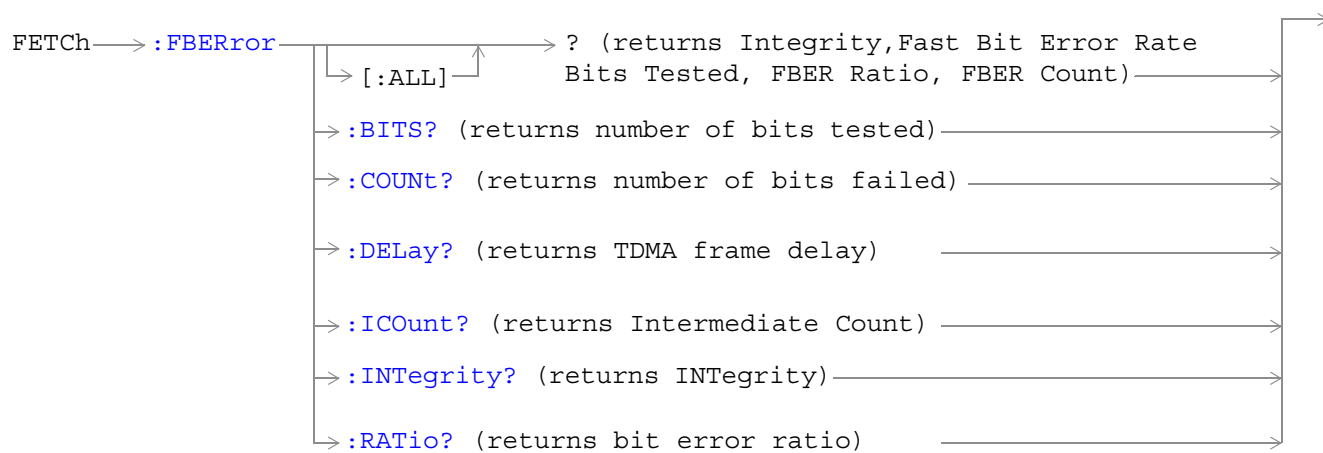 FETCh :FBERror ? (returns Integrity,Fast Bit Error Rate
[:ALL] Bits Tested, FBER Ratio, FBER Count)
:BITS? (returns number of bits tested)
:COUNt? (returns number of bits failed)
:DELay? (returns TDMA frame delay)
:ICOunt? (returns Intermediate Count)
:INTegrity? (returns INTegrity)
:RATio? (returns bit error ratio)